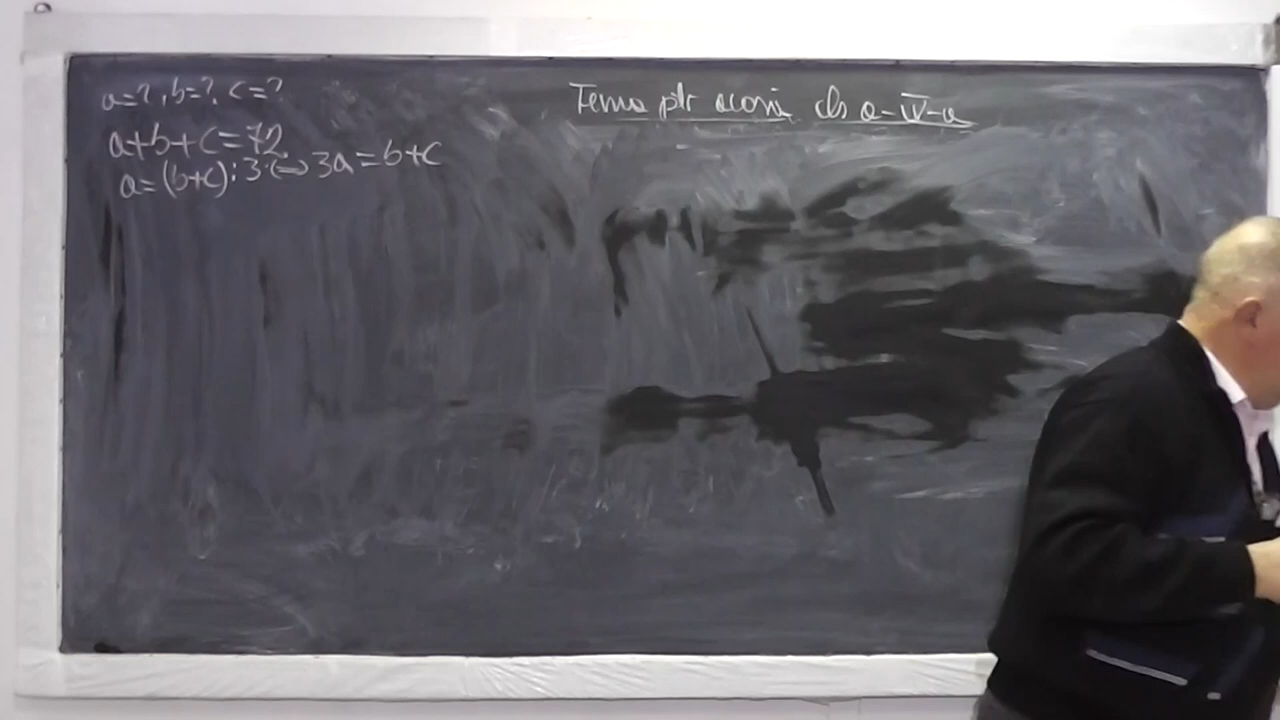 a=?, b=?, c=?
a+b+c=72
a=(b+c):3 ⟺ 3a=b+c
Tema ptr acasă cls a-IV-a